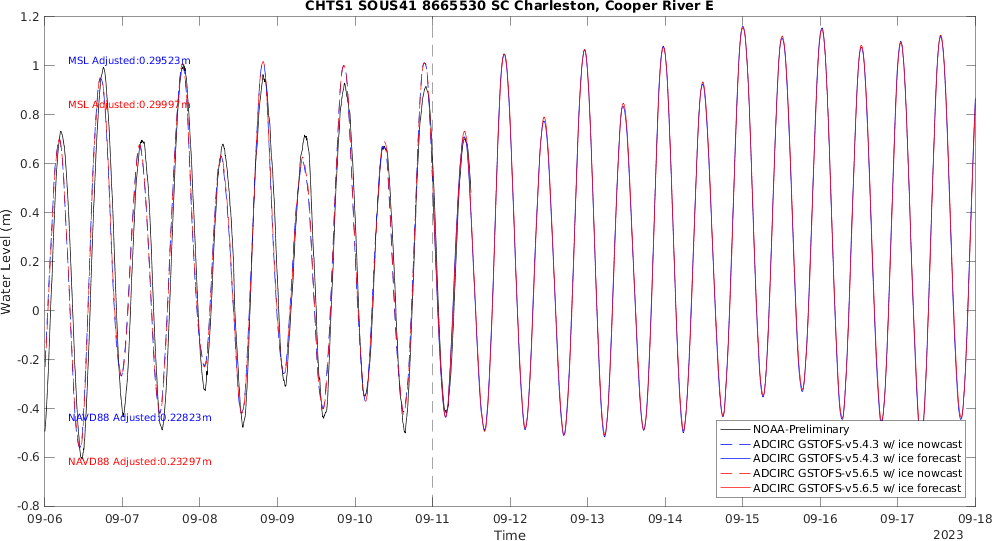 CHTS1 SOUS41 8665530 SC Charleston, Cooper River E
1.2
1
0.8
0.6
0.4
0.2
0
-0.2
-0.4
-0.6
-0.8
Water Level (m)
MSL Adjusted:0.29523m
MSL Adjusted:0.29997m
NAVD88 Adjusted:0.22823m
NAVD88 Adjusted:0.23297m
NOAA-Preliminary
ADCIRC GSTOFS-v5.4.3 w/ ice nowcast
ADCIRC GSTOFS-v5.4.3 w/ ice forecast
ADCIRC GSTOFS-v5.6.5 w/ ice nowcast
ADCIRC GSTOFS-v5.6.5 w/ ice forecast
09-06 09-07 09-08 09-09 09-10 09-11 09-12 09-13 09-14 09-15 09-16 09-17 09-18
Time
2023